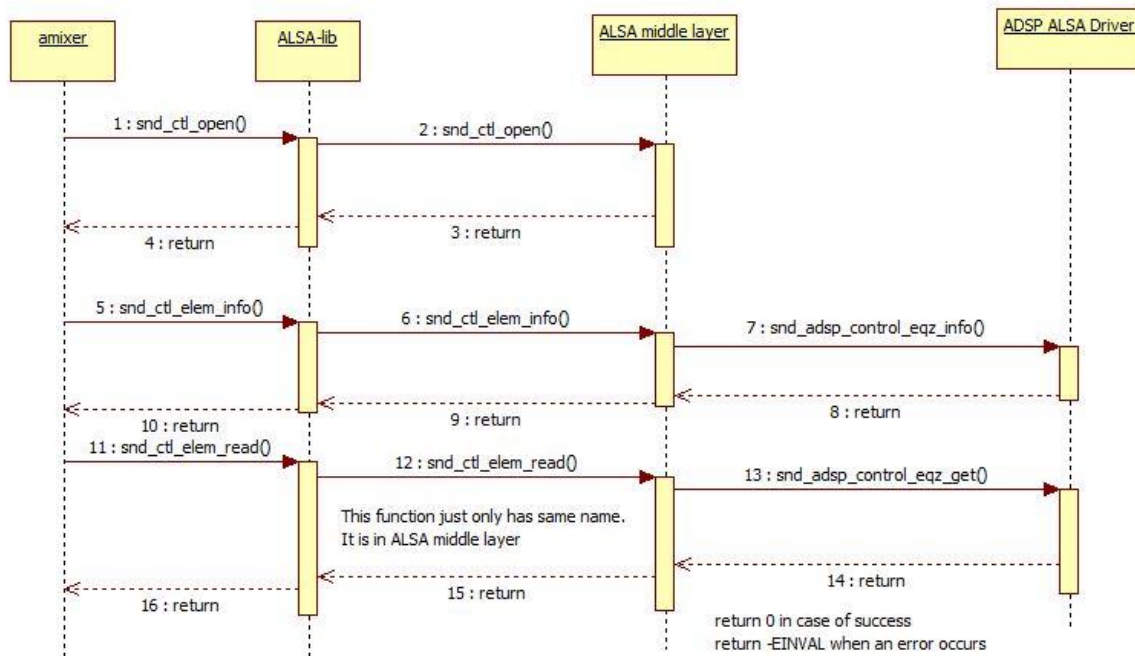 amixer
ALSA-lib
ALSA middle layer
ADSP ALSA Driver
1 : snd_ctl_open()
2 : snd_ctl_open()
3 : return
4 : return
5 : snd_ctl_elem_info()
6 : snd_ctl_elem_info()
7 : snd_adsp_control_eqz_info()
8 : return
9 : return
10 : return
11 : snd_ctl_elem_read()
12 : snd_ctl_elem_read()
13 : snd_adsp_control_eqz_get()
This function just only has same name.
It is in ALSA middle layer
14 : return
15 : return
16 : return
return 0 in case of success
return -EINVAL when an error occurs